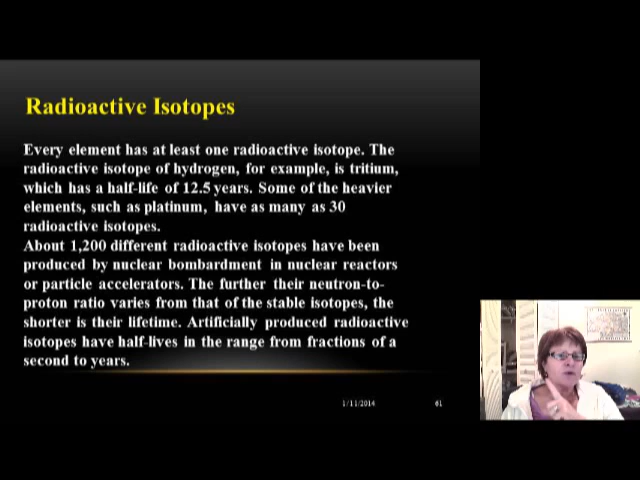 Radioactive Isotopes
Every element has at least one radioactive isotope. The
radioactive isotope of hydrogen, for example, is tritium,
which has a half-life of 12.5 years. Some of the heavier
elements, such as platinum, have as many as 30
radioactive isotopes.
About 1,200 different radioactive isotopes have been
produced by nuclear bombardment in nuclear reactors
or particle accelerators. The further their neutron-to-
proton ratio varies from that of the stable isotopes, the
shorter is their lifetime. Artificially produced radioactive
isotopes have half-lives in the range from fractions of a
second to years.
1/11/2014 61